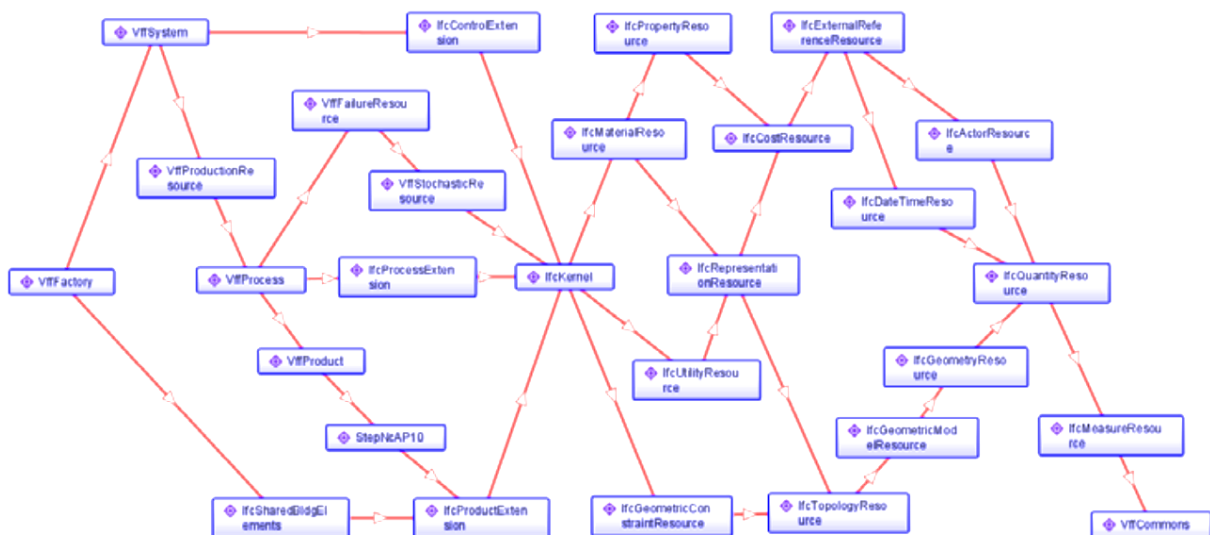 VffSystem
IfcControlExten
sion
IfcPropertyReso
urce
IfcExternalRefe
renceResource
VffFailureResou
rce
IfcMaterialReso
urce
IfcCostResource
IfcActorResourc
e
VffProductionRe
source
VffStochasticRe
source
IfcDateTimeReso
urce
VffFactory
VffProcess
IfcProcessExten
sion
IfcKernel
IfcRepresentati
onResource
IfcQuantityReso
urce
VffProduct
IfcUtilityResou
rce
IfcGeometryReso
urce
StepNcAP10
IfcGeometricMod
elResource
IfcMeasureResou
rce
IfcSharedBldgEl
ements
IfcProductExten
sion
IfcGeometricCon
straintResource
IfcTopologyReso
urce
VffCommons